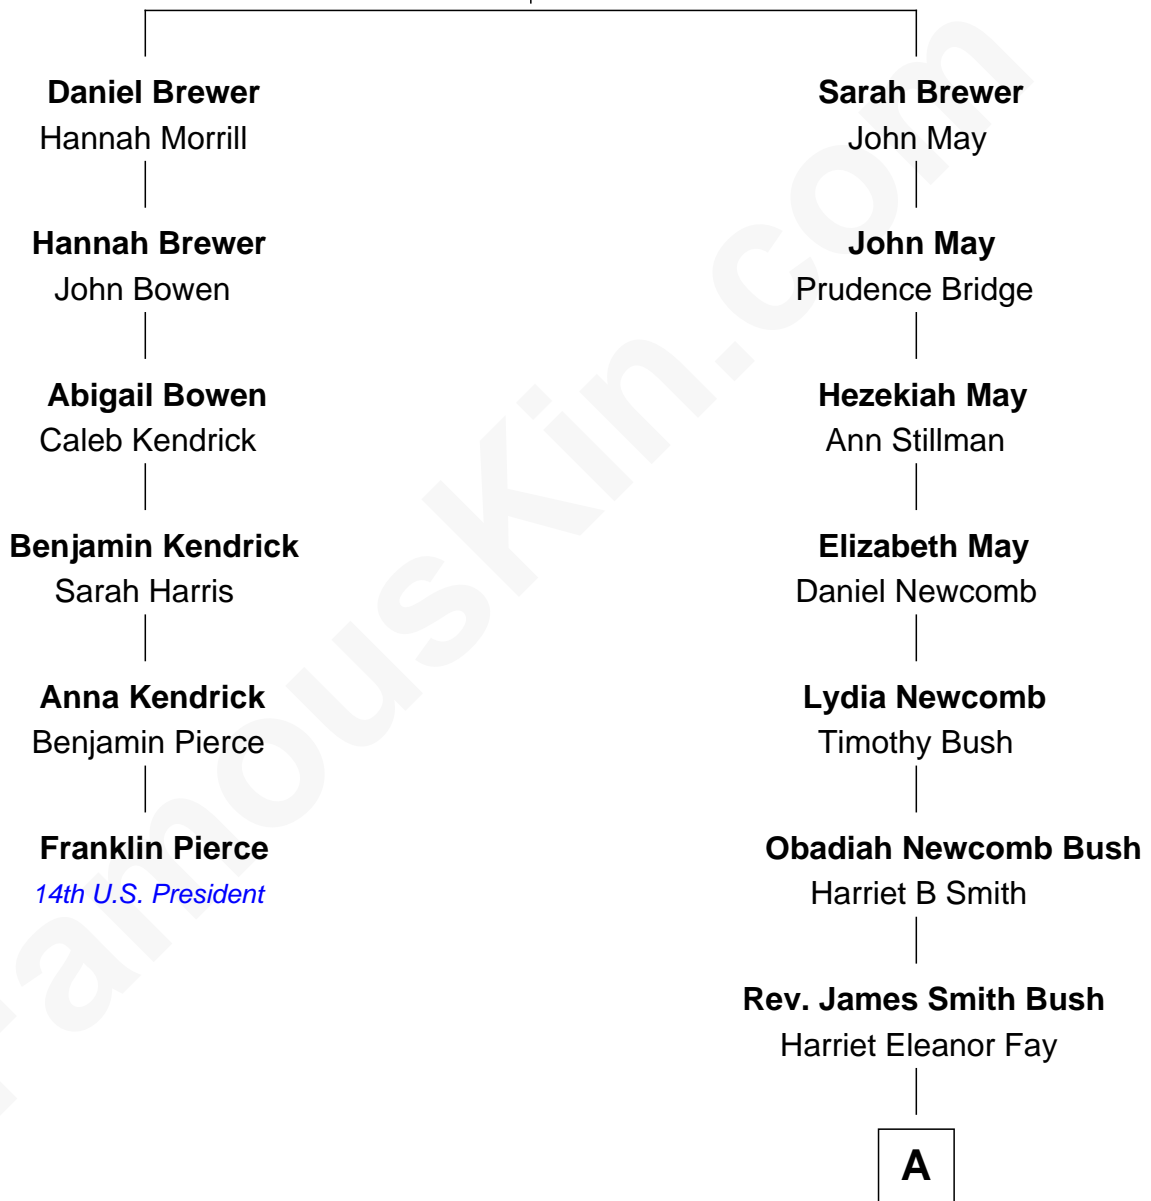 Daniel Brewer
Hannah Morrill
Hannah Brewer
John Bowen
Abigail Bowen
Caleb Kendrick
Benjamin Kendrick
Sarah Harris
Anna Kendrick
Benjamin Pierce
Franklin Pierce
14th U.S. President
Sarah Brewer
John May
John May
Prudence Bridge
Hezekiah May
Ann Stillman
Elizabeth May
Daniel Newcomb
Lydia Newcomb
Timothy Bush
Obadiah Newcomb Bush
Harriet B Smith
Rev. James Smith Bush
Harriet Eleanor Fay
A
FamousKin.com